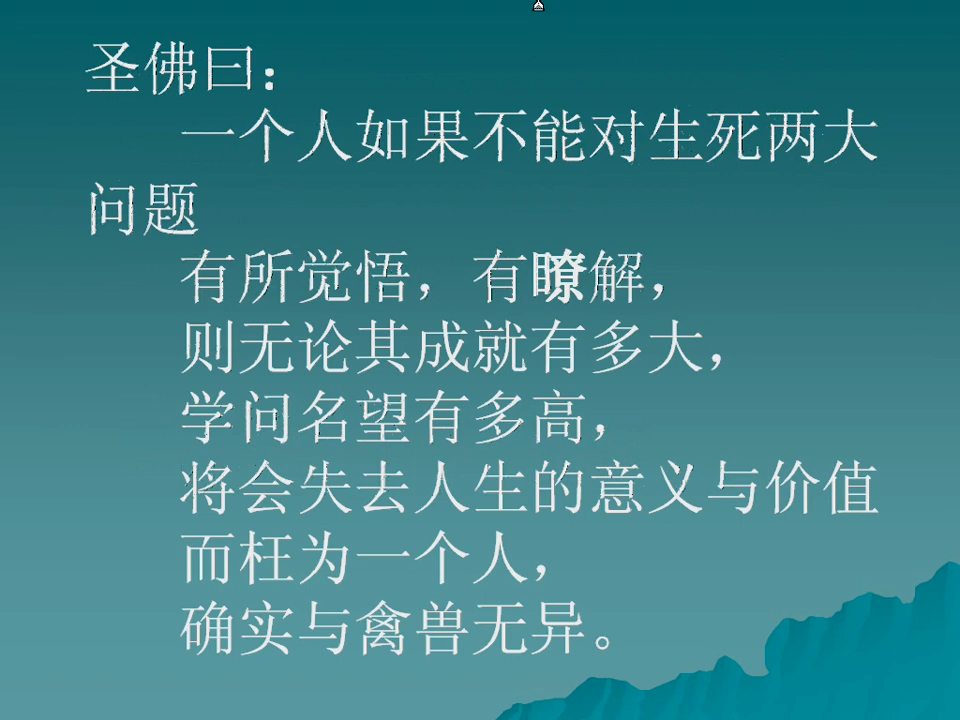 圣佛曰：
一个人如果不能对生死两大
问题
有所觉悟，有瞭解，
则无论其成就有多大，
学问名望有多高，
将会失去人生的意义与价值
而枉为一个人，
确实与禽兽无异。